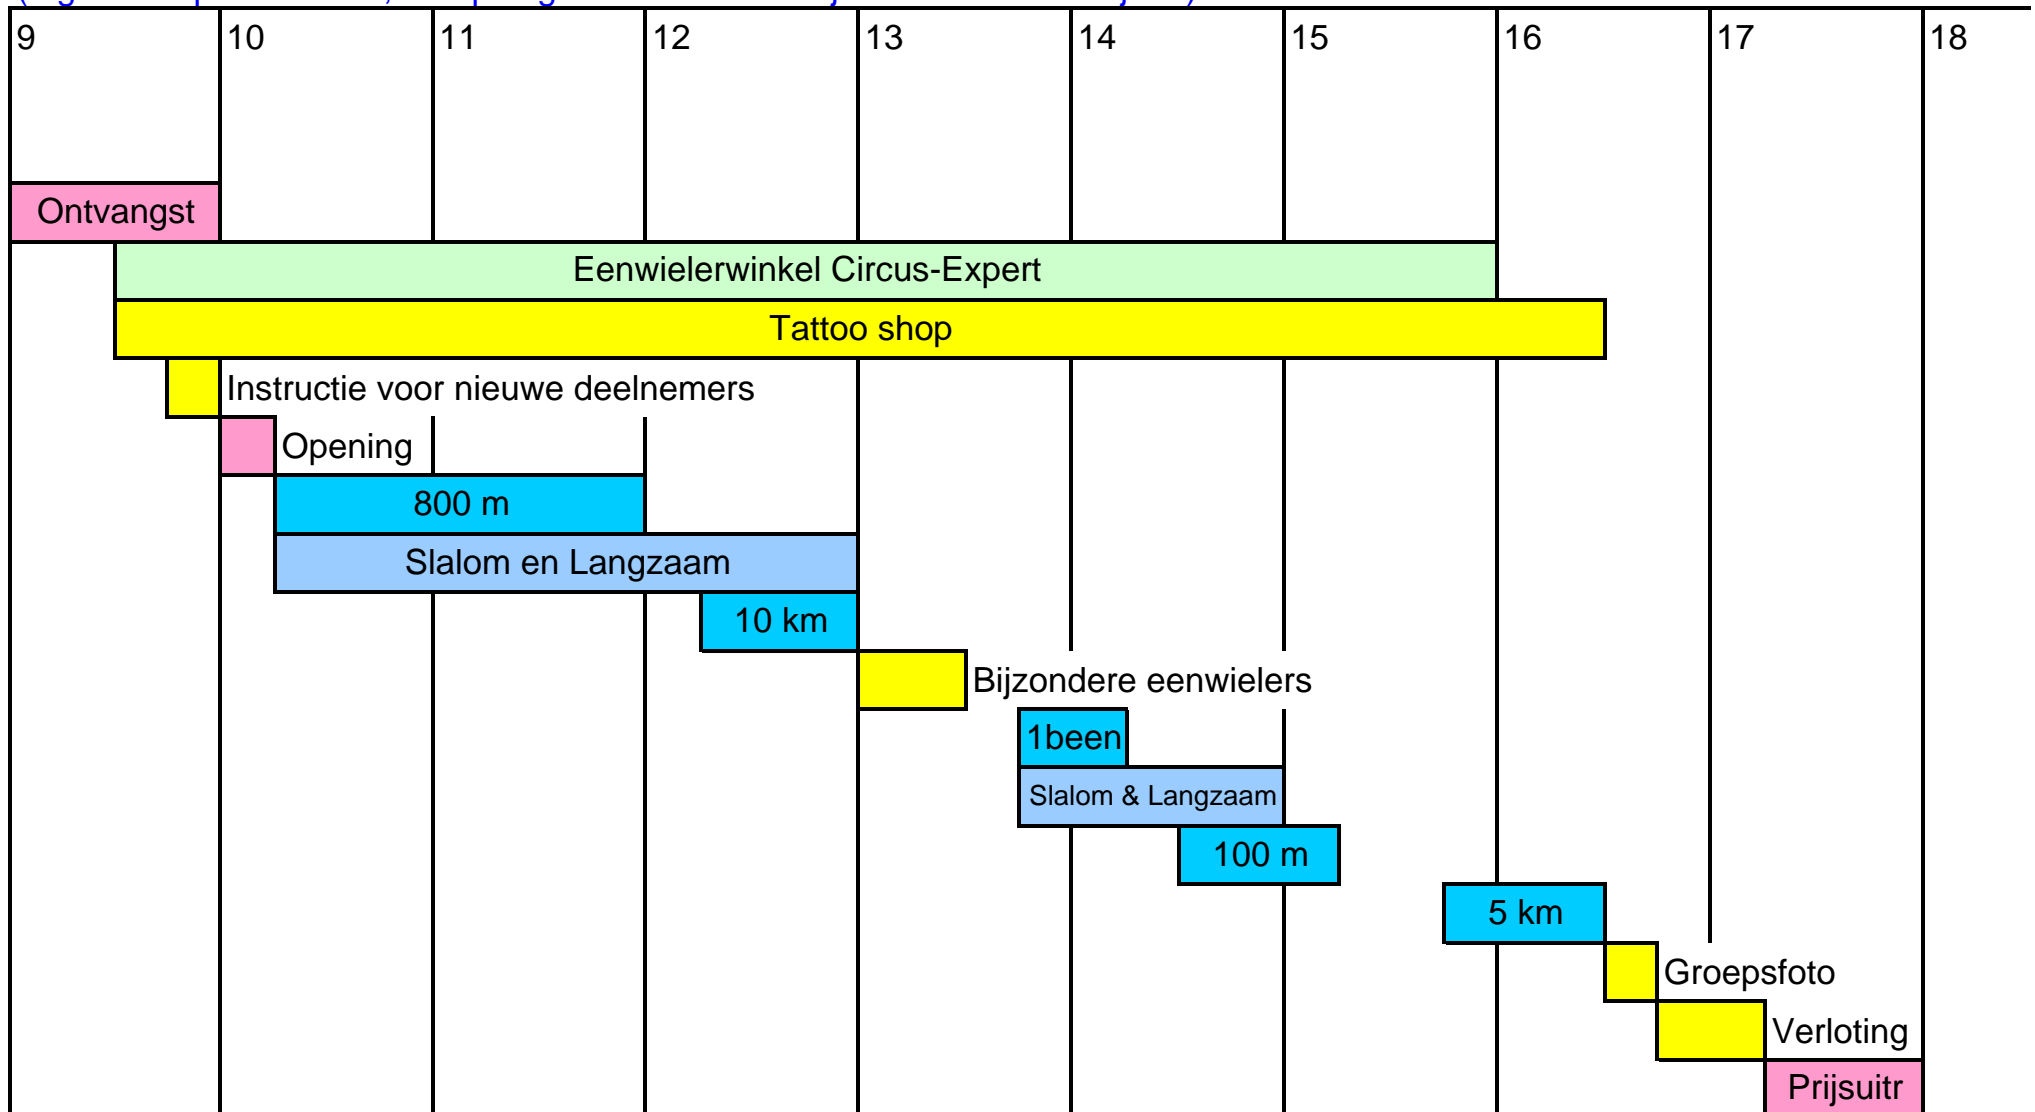 9 10 11 12 13 14 15 16 17 18
Ontvangst
Eenwielerwinkel Circus-Expert
Tattoo shop
Instructie voor nieuwe deelnemers
Opening
800 m
Slalom en Langzaam
10 km
Bijzondere eenwielers
1been
Slalom & Langzaam
100 m
5 km
Groepsfoto
Verloting
Prijsuitr